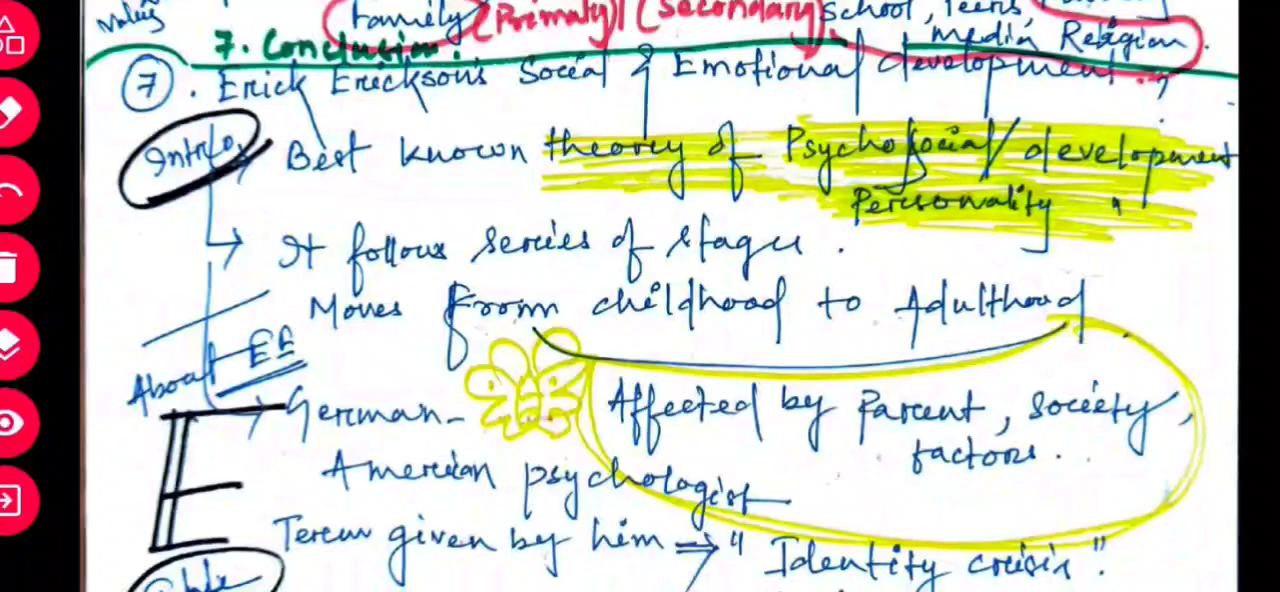 Family (Primary) (Secondary) School, Teens,
media Religion.
7. Conclusion.
7. Erick Ereckson's Social & Emotional development.
Intro, Best known theory of Psychosocial development
Personality
It follows series of stages.
Moves From childhood to Adulthood
About EE
German - Affected by Parent, society,
factors.
American psychologist
Term given by him ⇒ "Identity crisis".